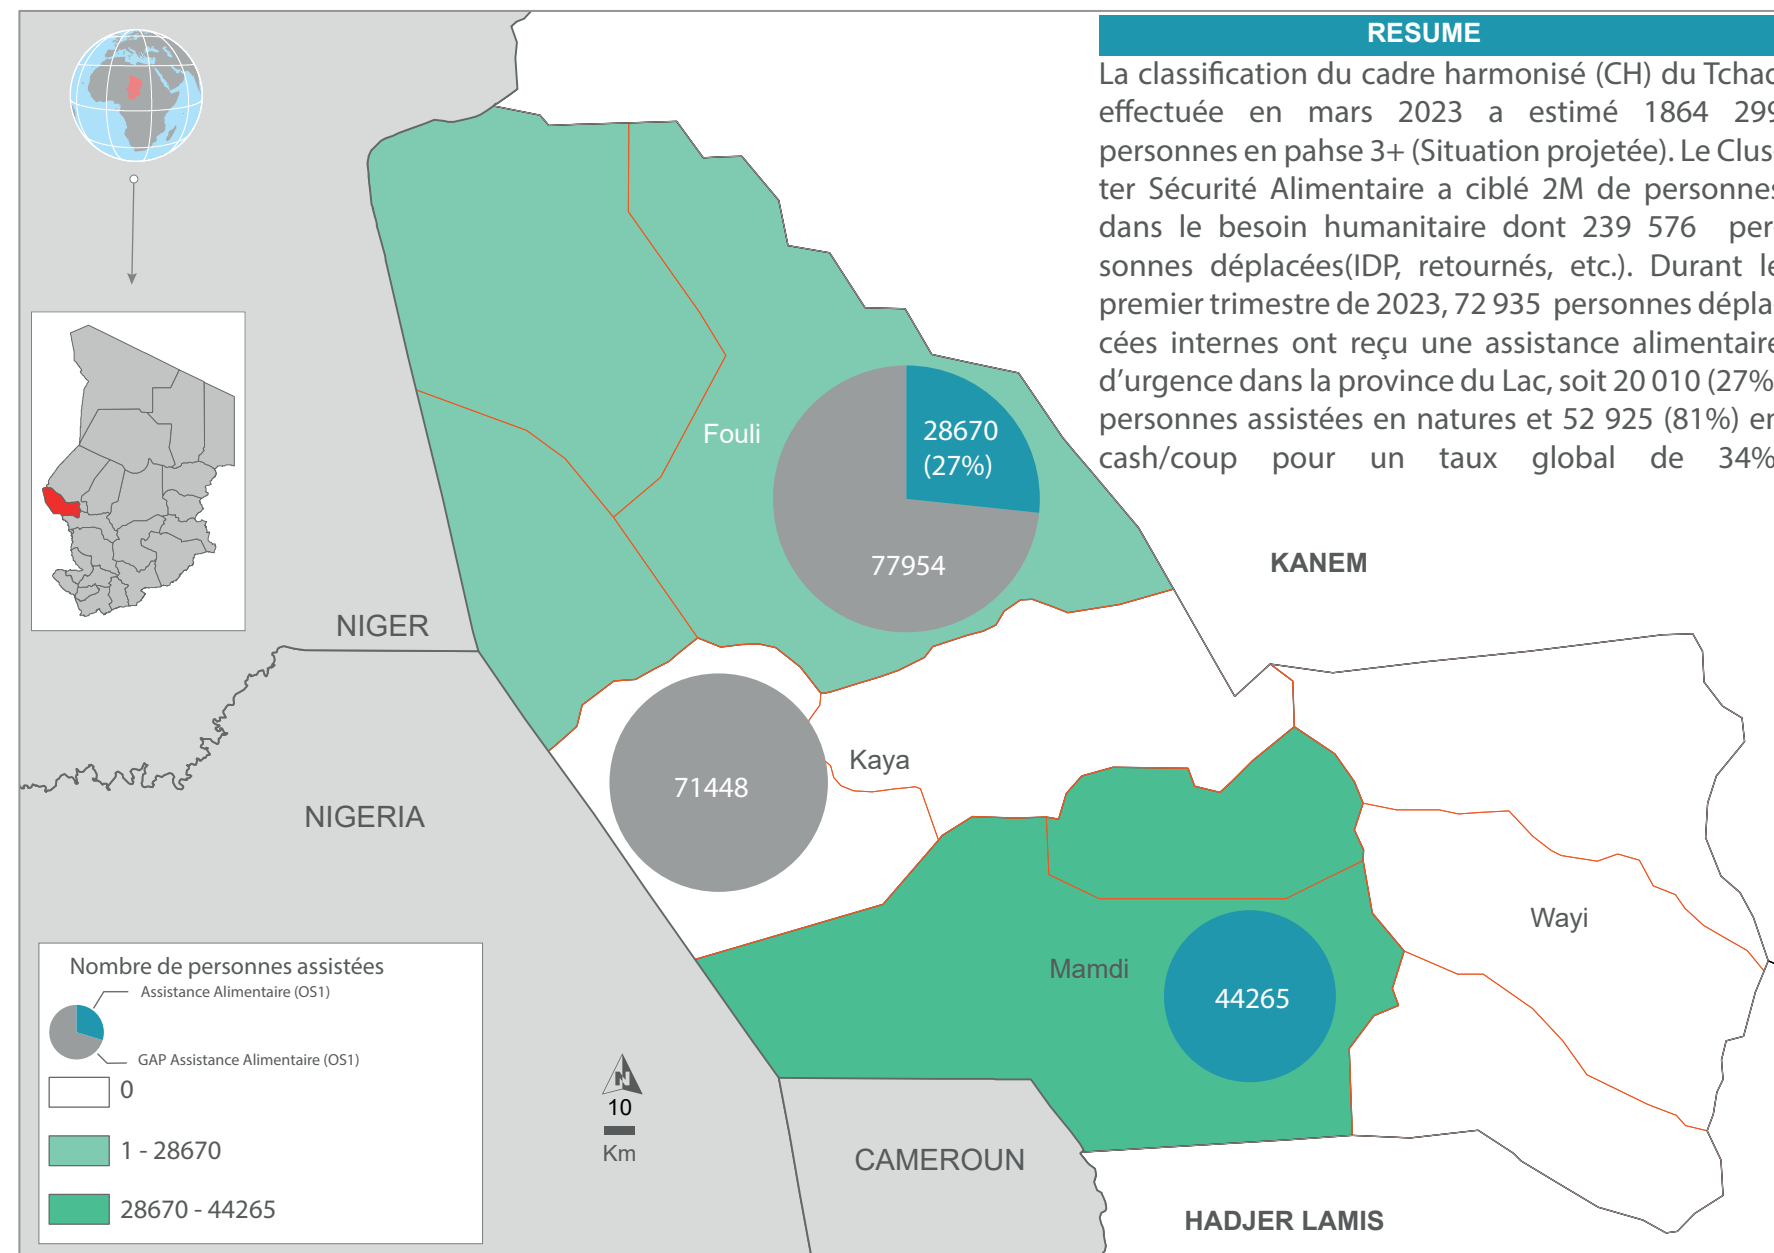 RESUME
La classification du cadre harmonisé (CH) du Tchad
effectuée en mars 2023 a estimé 1864 299
personnes en pahse 3+ (Situation projetée). Le Clus-
ter Sécurité Alimentaire a ciblé 2M de personnes
dans le besoin humanitaire dont 239 576 per-
sonnes déplacées(IDP, retournés, etc.). Durant le
premier trimestre de 2023, 72 935 personnes dépla-
cées internes ont reçu une assistance alimentaire
d’urgence dans la province du Lac, soit 20 010 (27%
personnes assistées en natures et 52 925 (81%) en
cash/coup pour un taux global de 34%
Fouli
28670
(27%)
77954
KANEM
NIGER
Kaya
71448
NIGERIA
Wayi
Mamdi
44265
Nombre de personnes assistées
Assistance Alimentaire (OS1)
GAP Assistance Alimentaire (OS1)
0
1 - 28670
28670 - 44265
N
10
Km
CAMEROUN
HADJER LAMIS